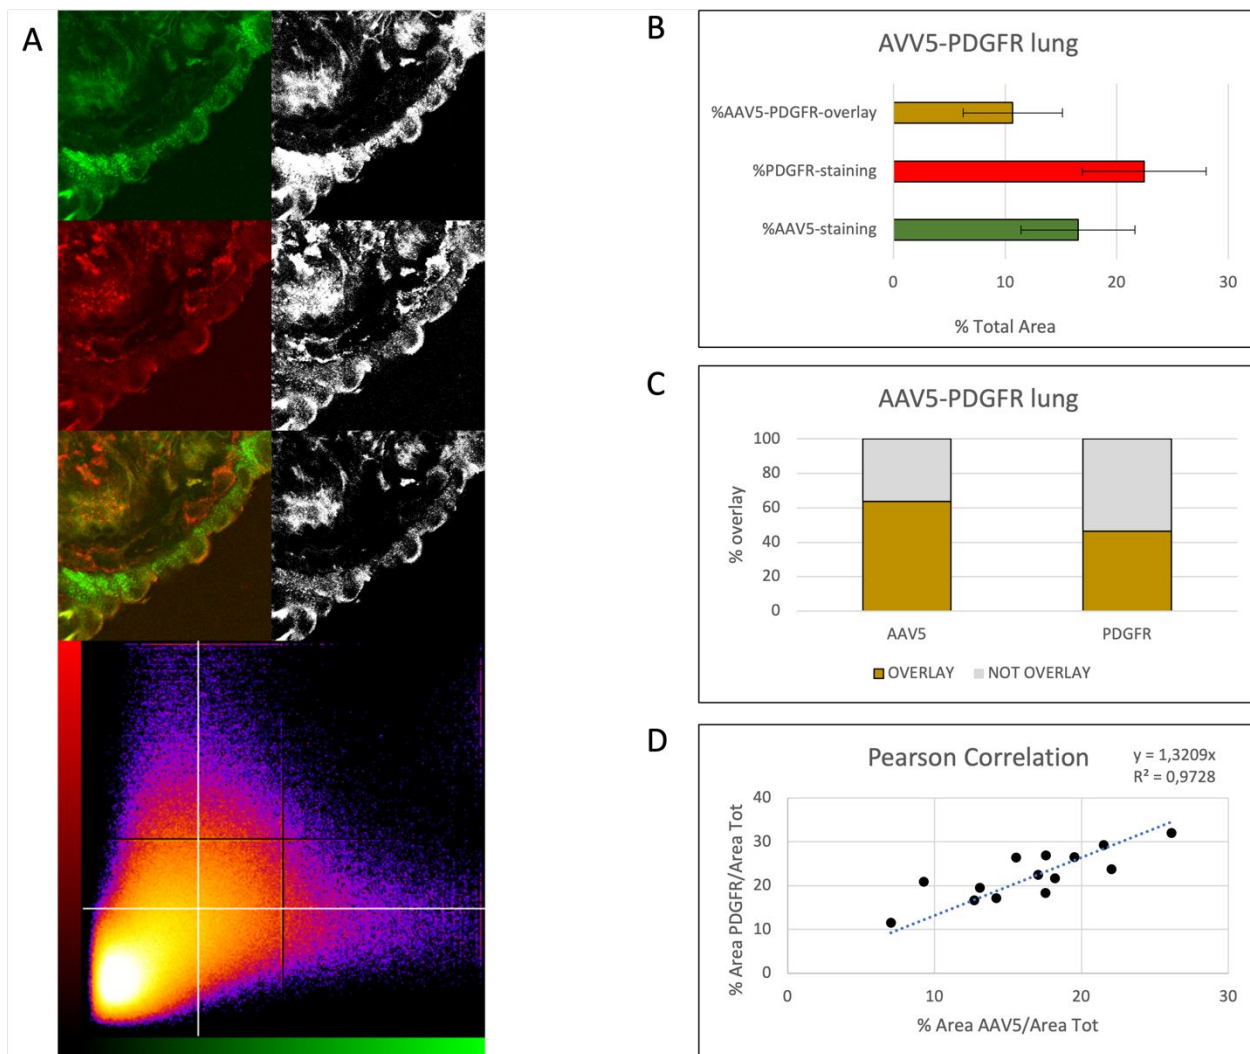 A
B
AVV5-PDGFR lung
%AAV5-PDGFR-overlay
%PDGFR-staining
%AAV5-staining
0 10 20 30
% Total Area
C
AAV5-PDGFR lung
% overlay
100
80
60
40
20
0
AAV5 PDGFR
OVERLAY NOT OVERLAY
D
Pearson Correlation
y = 1,3209x
R² = 0,9728
% Area PDGFR/Area Tot
40
30
20
10
0
0 10 20 30
% Area AAV5/Area Tot